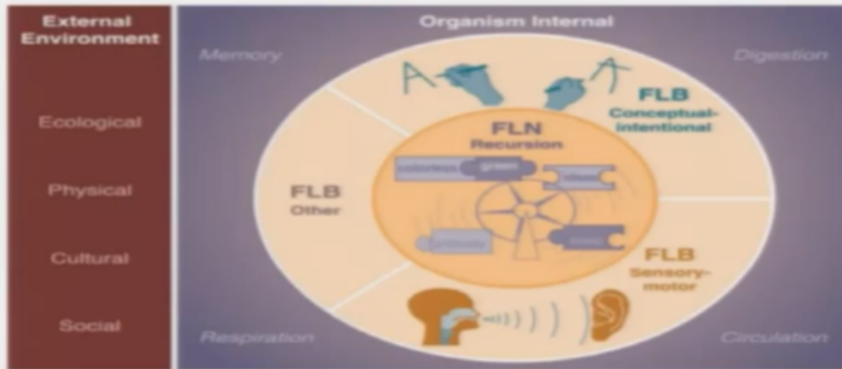 External
Environment
Ecological
Physical
Cultural
Social
Organism Internal
Memory
Digestion
A
FLB
Conceptual-
intentional
FLN
Recursion
colorless
green
FLB
Other
FLB
Sensory-
motor
Respiration
Circulation